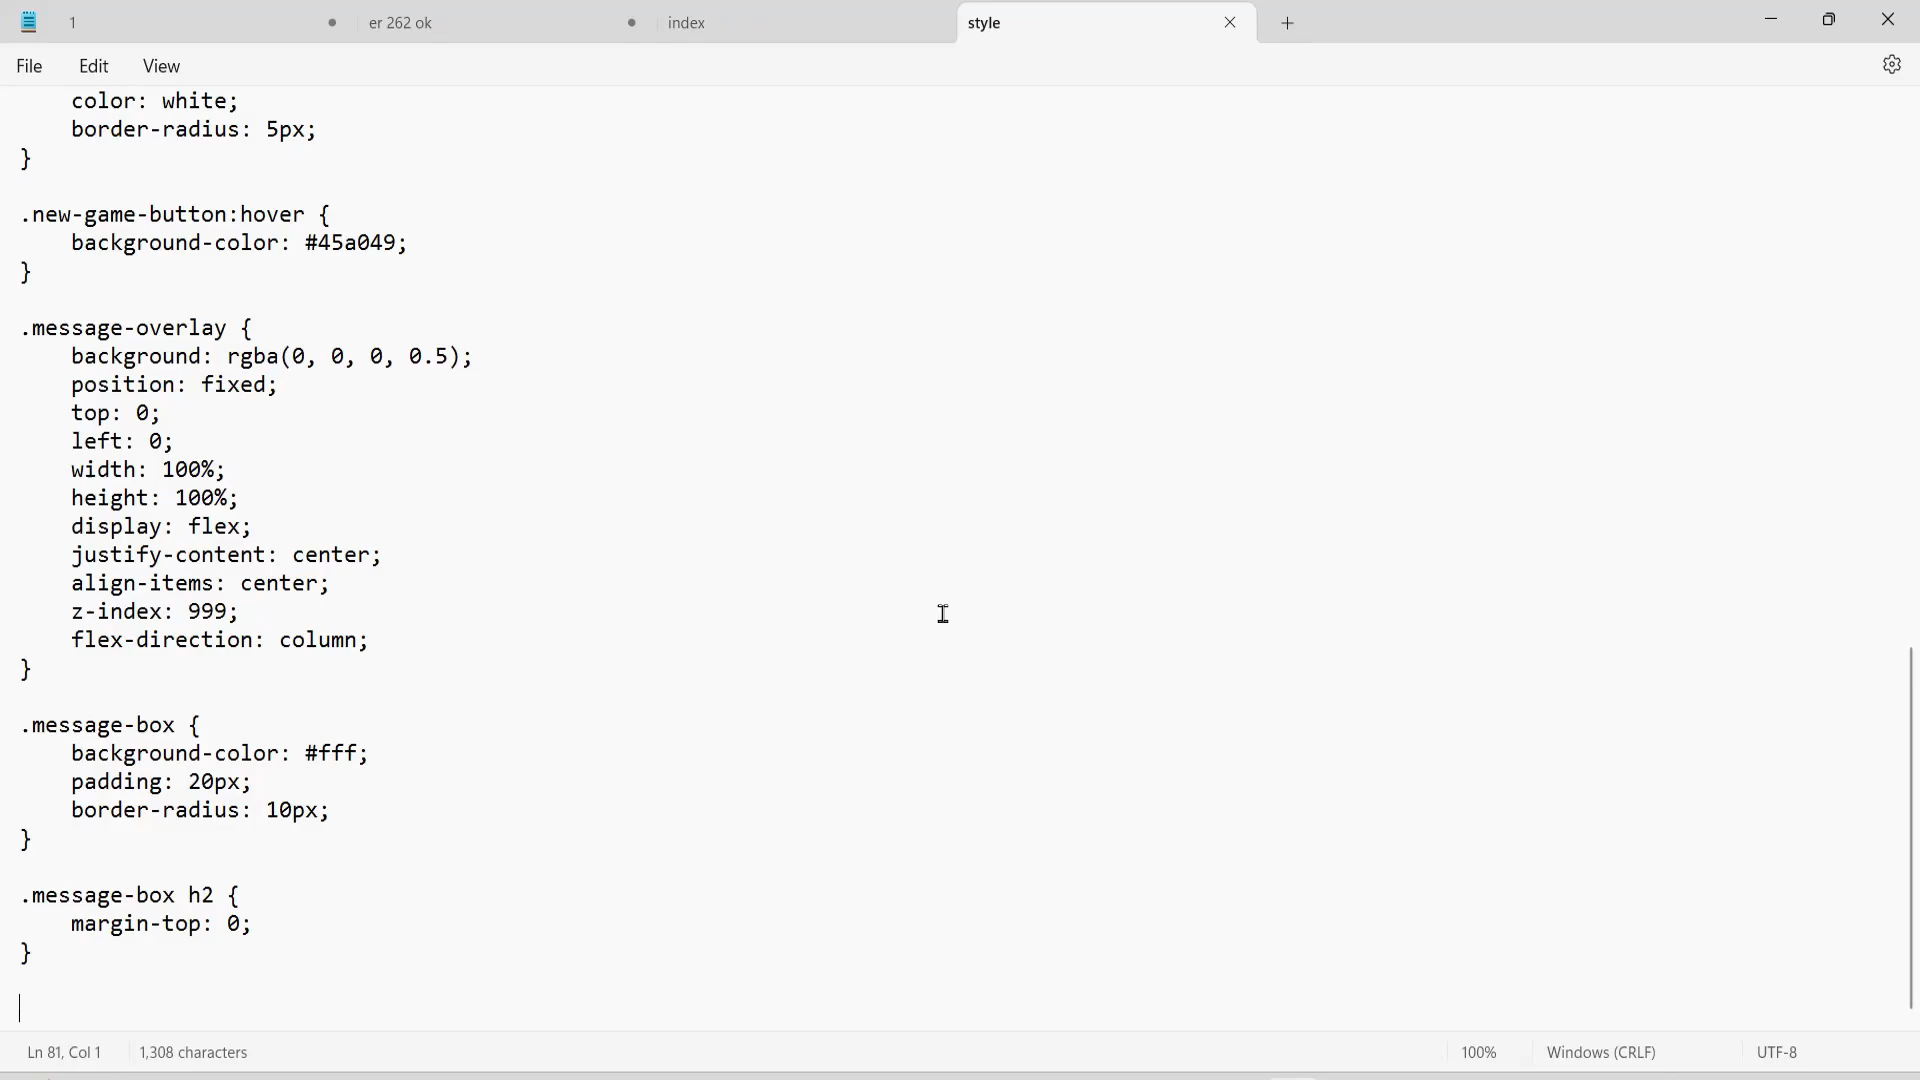 1
er 262 ok
index
style
File Edit View
color: white;
border-radius: 5px;
}
.new-game-button:hover {
background-color: #45a049;
}
.message-overlay {
background: rgba(0, 0, 0, 0.5);
position: fixed;
top: 0;
left: 0;
width: 100%;
height: 100%;
display: flex;
justify-content: center;
align-items: center;
z-index: 999;
flex-direction: column;
}
.message-box {
background-color: #fff;
padding: 20px;
border-radius: 10px;
}
.message-box h2 {
margin-top: 0;
}
Ln 81, Col 1 1,308 characters 100% Windows (CRLF) UTF-8